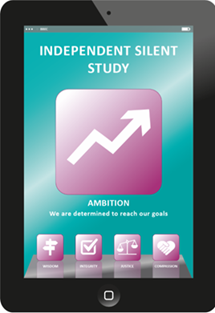 INDEPENDENT SILENT
STUDY
AMBITION
We are determined to reach our goals
WISDOM INTEGRITY JUSTICE COMPASSION